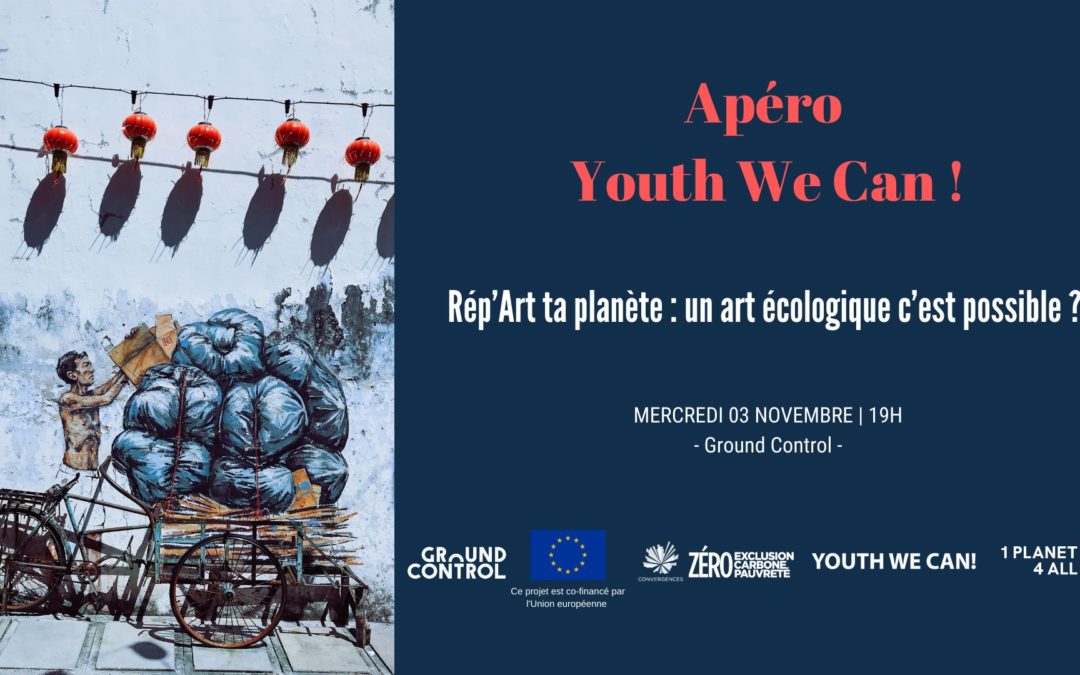 Apéro
Youth We Can !
Rép'Art ta planète : un art écologique c'est possible ?
MERCREDI 03 NOVEMBRE | 19H
- Ground Control -
GROUND
CONTROL
Ce projet est co-financé par
l'Union européenne
CONVERGENCES
ZÉRO EXCLUSION
CARBONE
PAUVRETÉ
YOUTH WE CAN!
1 PLANET
4 ALL